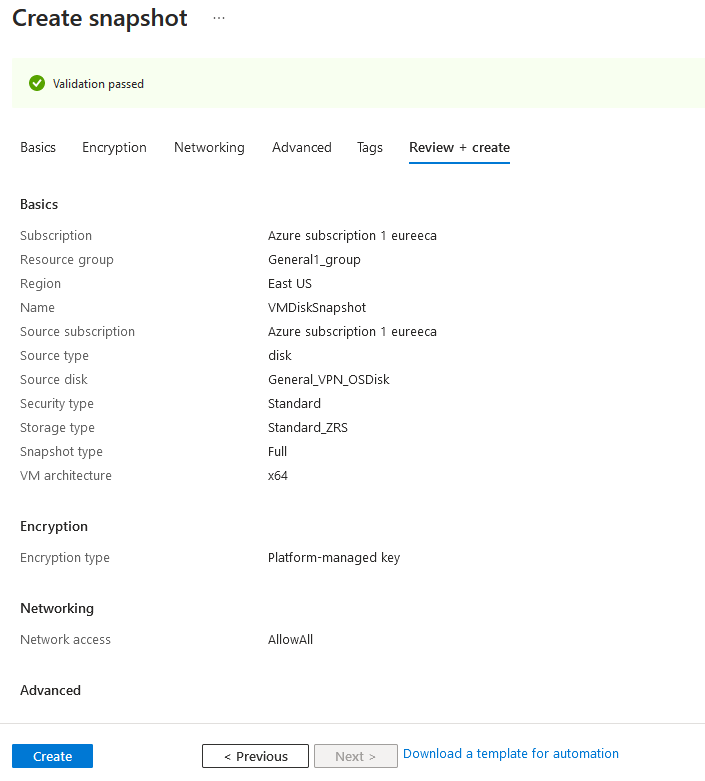 Create snapshot ...
Validation passed
Basics Encryption Networking Advanced Tags Review + create
Basics
Subscription Azure subscription 1 eureeca
Resource group General1_group
Region East US
Name VMDiskSnapshot
Source subscription Azure subscription 1 eureeca
Source type disk
Source disk General_VPN_OSDisk
Security type Standard
Storage type Standard_ZRS
Snapshot type Full
VM architecture x64
Encryption
Encryption type Platform-managed key
Networking
Network access AllowAll
Advanced
Create < Previous Next > Download a template for automation